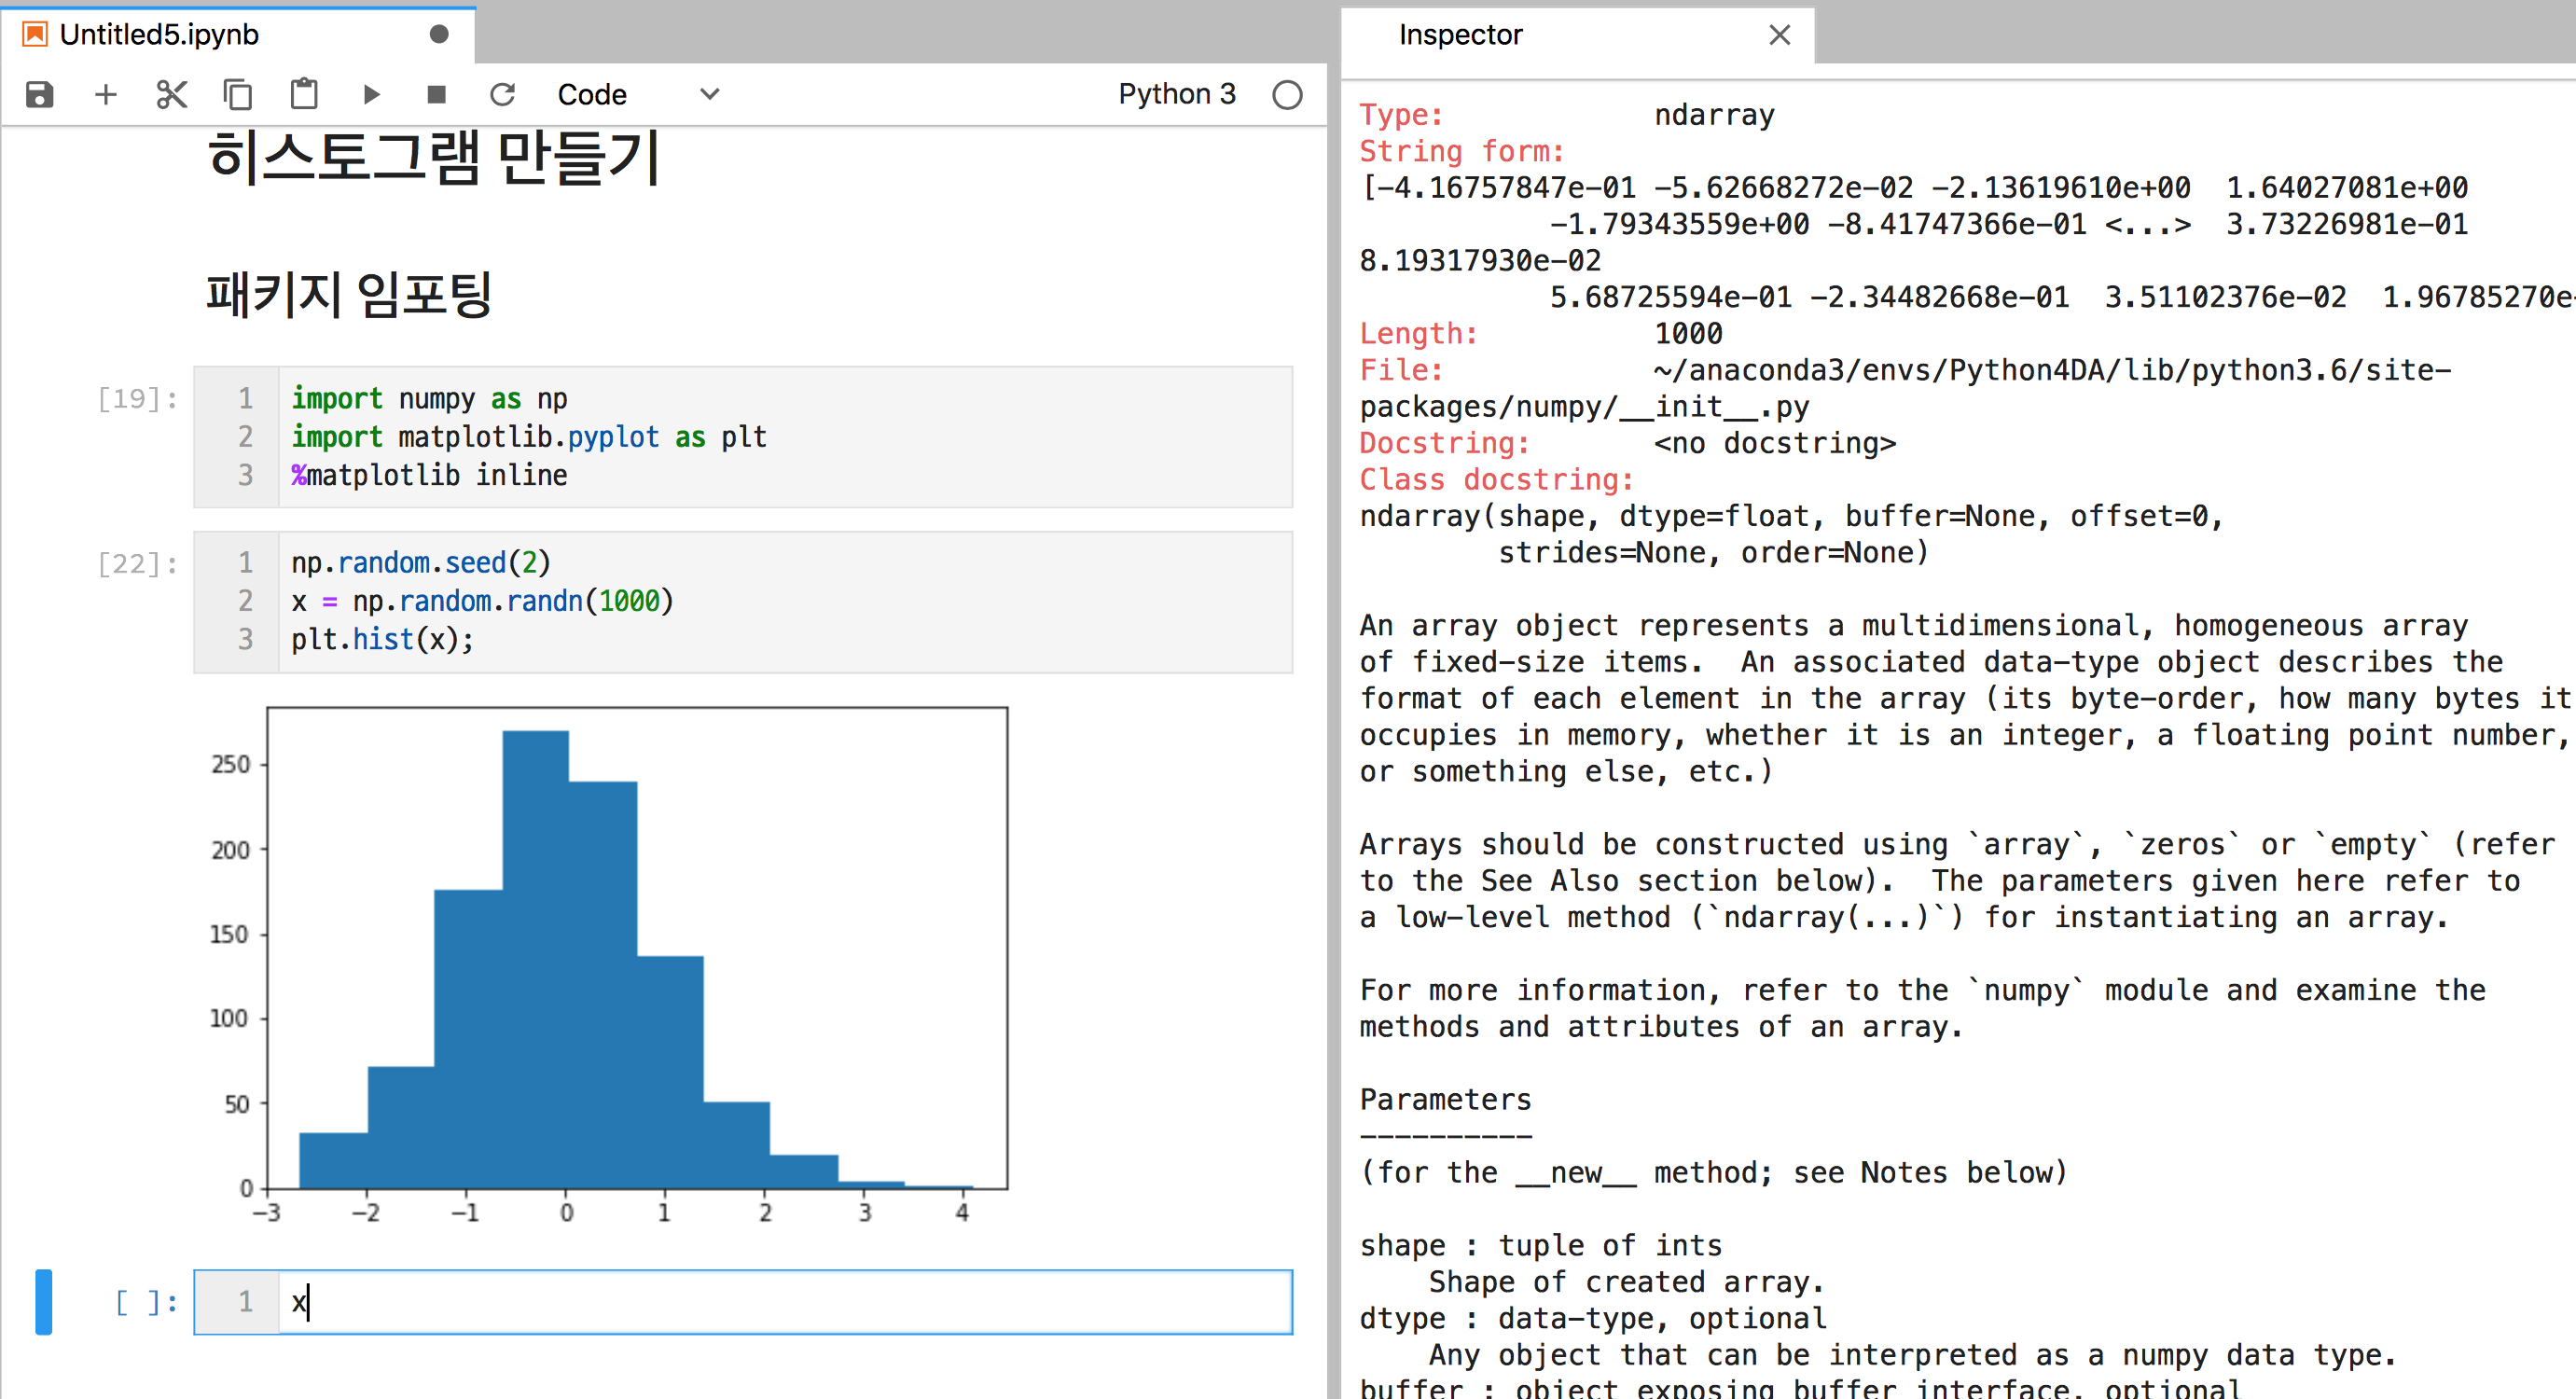 Untitled5.ipynb
Code
Python 3
히스토그램 만들기
패키지 임포팅
[19]:
1 import numpy as np
2 import matplotlib.pyplot as plt
3 %matplotlib inline
[22]:
1 np.random.seed(2)
2 x = np.random.randn(1000)
3 plt.hist(x);
250
200
150
100
50
0
−3 −2 −1 0 1 2 3 4
[ ]:
1 x
Inspector
Type: ndarray
String form:
[-4.16757847e-01 -5.62668272e-02 -2.13619610e+00  1.64027081e+00
-1.79343559e+00 -8.41747366e-01 <...>  3.73226981e-01
8.19317930e-02
5.68725594e-01 -2.34482668e-01  3.51102376e-02  1.96785270e-
Length: 1000
File: ~/anaconda3/envs/Python4DA/lib/python3.6/site-
packages/numpy/__init__.py
Docstring: <no docstring>
Class docstring:
ndarray(shape, dtype=float, buffer=None, offset=0,
strides=None, order=None)
An array object represents a multidimensional, homogeneous array
of fixed-size items.  An associated data-type object describes the
format of each element in the array (its byte-order, how many bytes it
occupies in memory, whether it is an integer, a floating point number,
or something else, etc.)
Arrays should be constructed using `array`, `zeros` or `empty` (refer
to the See Also section below).  The parameters given here refer to
a low-level method (`ndarray(...)`) for instantiating an array.
For more information, refer to the `numpy` module and examine the
methods and attributes of an array.
Parameters
----------
(for the __new__ method; see Notes below)
shape : tuple of ints
Shape of created array.
dtype : data-type, optional
Any object that can be interpreted as a numpy data type.
buffer : object exposing buffer interface, optional